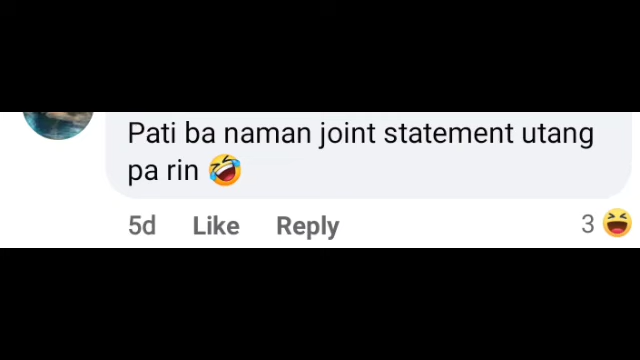 Pati ba naman joint statement utang
pa rin 🤣
5d Like Reply 3 😆